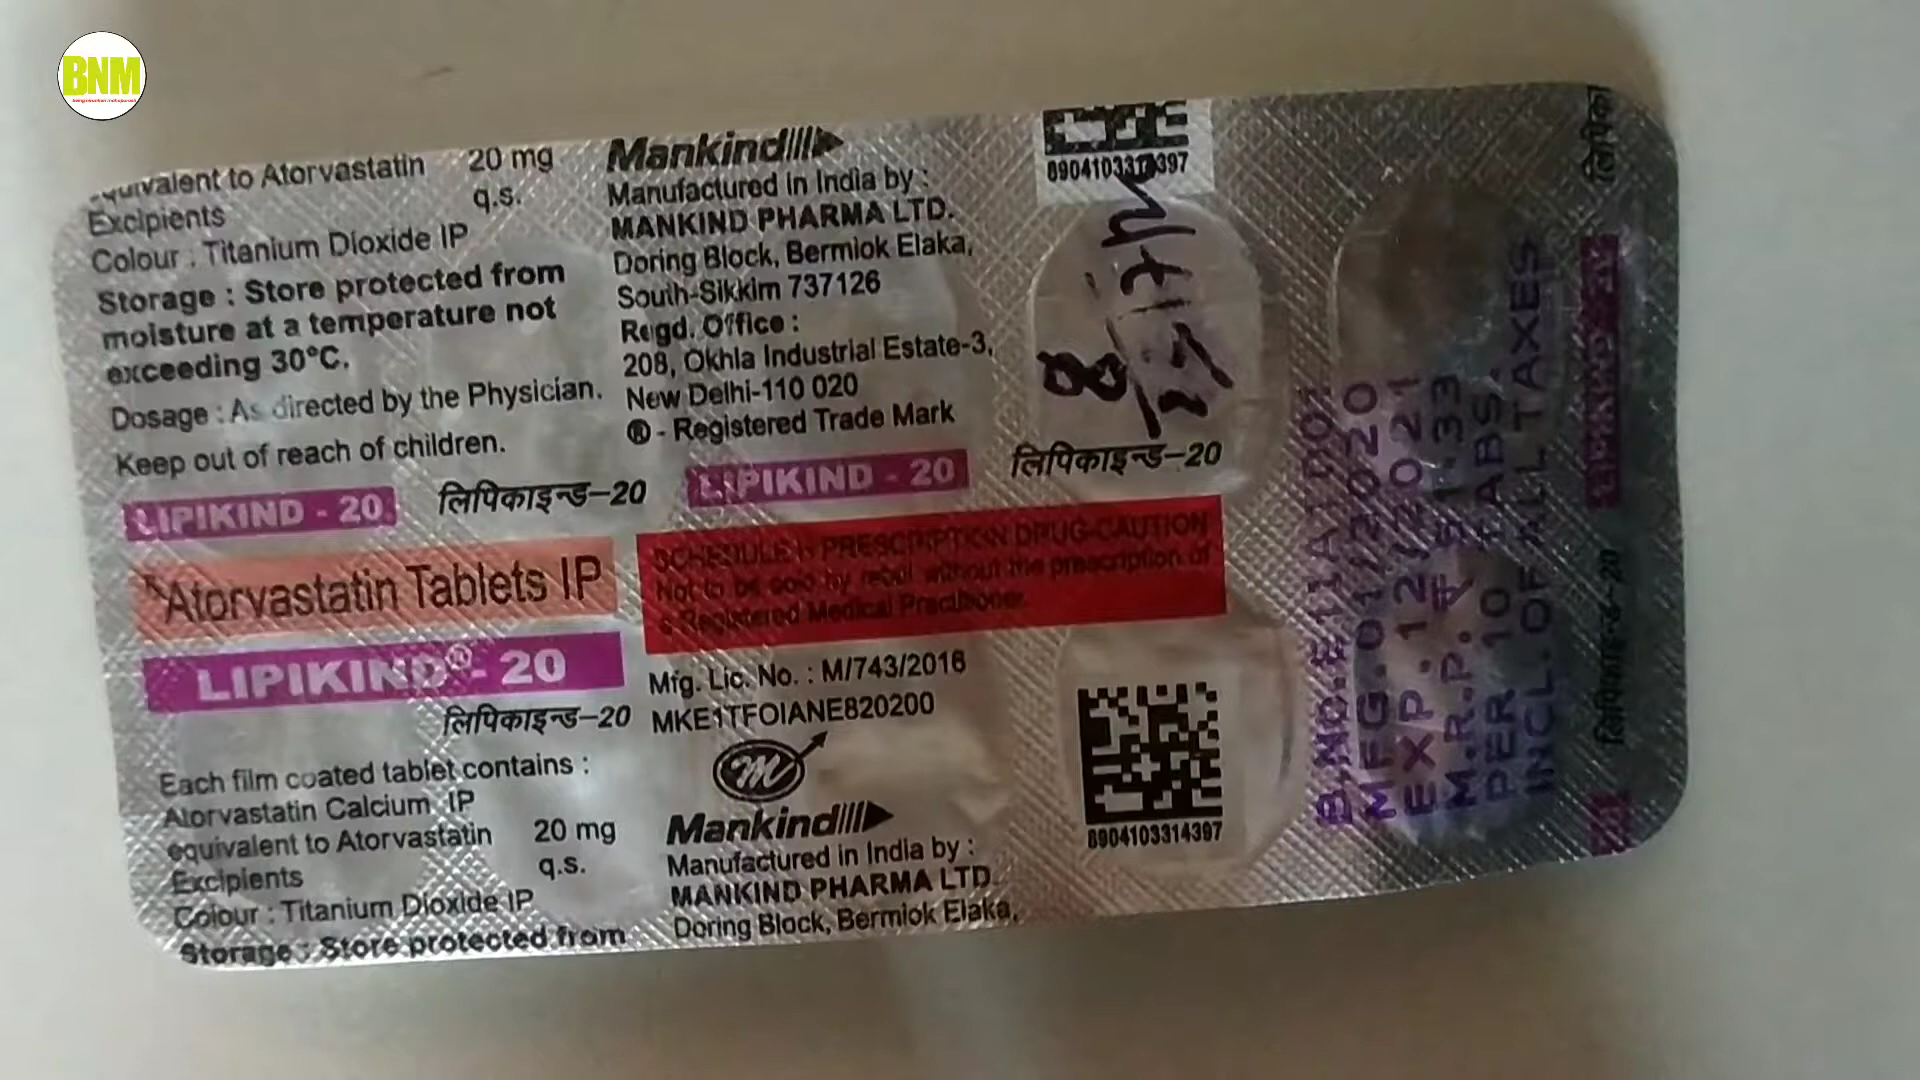 BNM
equivalent to Atorvastatin 20 mg
Excipients q.s.
Colour : Titanium Dioxide IP
Storage : Store protected from
moisture at a temperature not
exceeding 30°C.
Dosage : As directed by the Physician.
Keep out of reach of children.
LIPIKIND - 20
लिपिकाइन्ड-20
Atorvastatin Tablets IP
LIPIKIND® - 20
लिपिकाइन्ड-20
Each film coated tablet contains :
Atorvastatin Calcium IP
equivalent to Atorvastatin 20 mg
Excipients q.s.
Colour : Titanium Dioxide IP
Storage : Store protected from
Mankind
Manufactured in India by :
MANKIND PHARMA LTD.
Doring Block, Bermiok Elaka,
South-Sikkim 737126
Regd. Office :
208, Okhla Industrial Estate-3,
New Delhi-110 020
® - Registered Trade Mark
LIPIKIND - 20
लिपिकाइन्ड-20
SCHEDULE H PRESCRIPTION DRUG-CAUTION
Not to be sold by retail without the prescription of
a Registered Medical Practitioner.
Mfg. Lic. No. : M/743/2016
MKE1TFOIANE820200
Mankind
Manufactured in India by :
MANKIND PHARMA LTD.
Doring Block, Bermiok Elaka,
8904103314397
8904103314397
B.NO.
MFG.01/2020
EXP.12/2021
M.R.P.
PER 10 TABS.
INCL.OF ALL TAXES
लिपिकाइन्ड-20